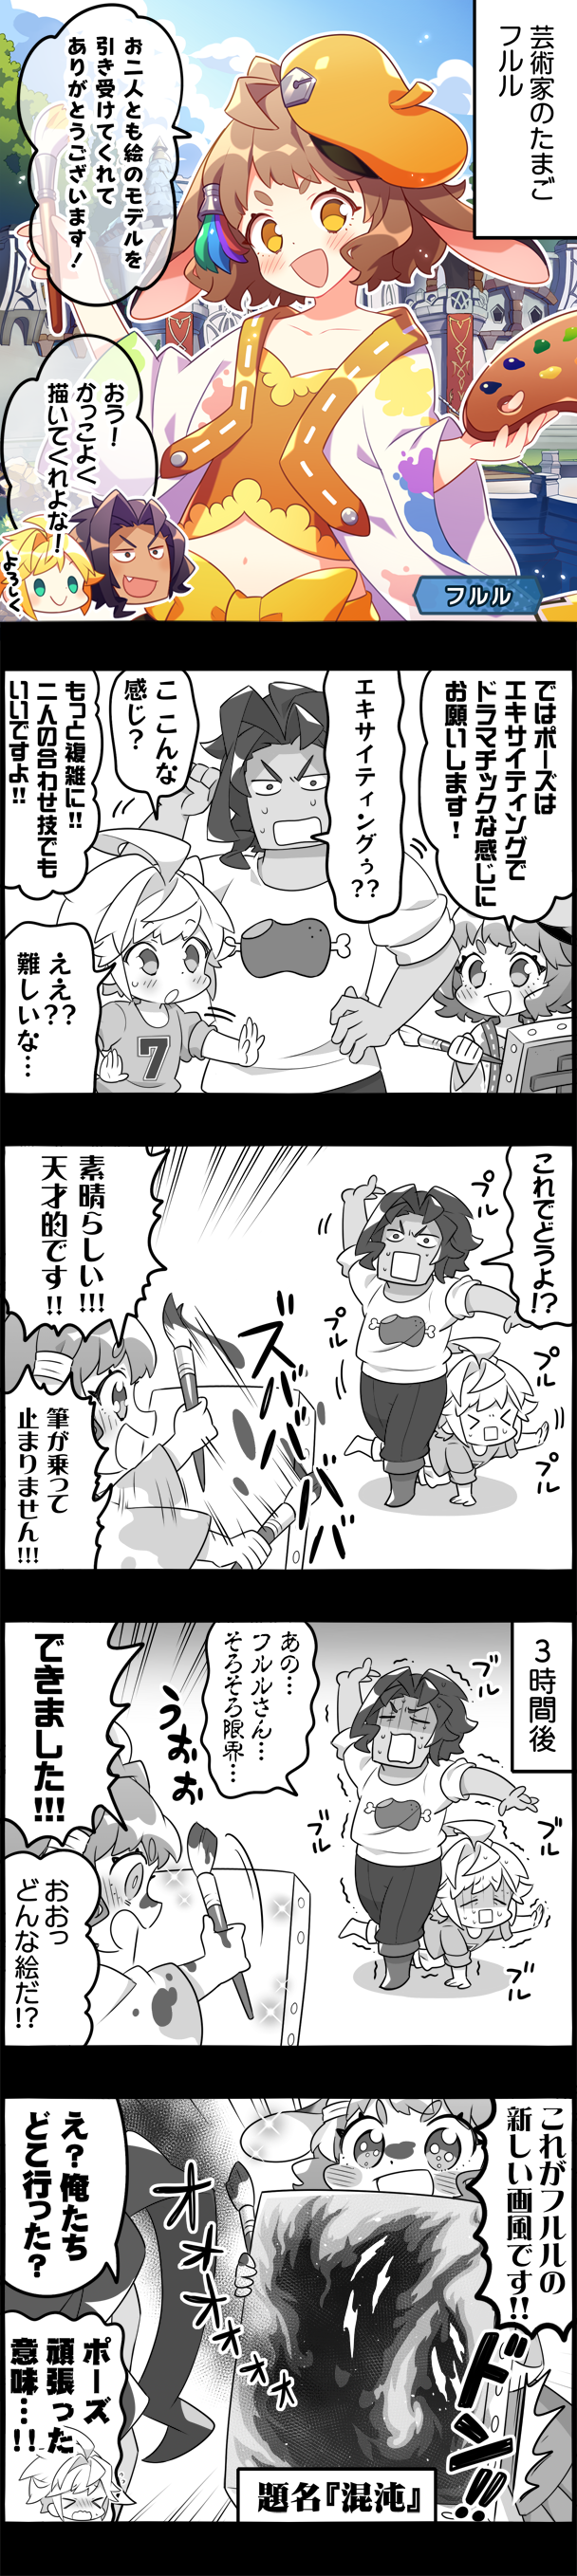 芸術家のたまご
フルル
お二人とも絵のモデルを
引き受けてくれて
ありがとうございます！
おう！
かっこよく
描いてくれよな！
よろしく
フルル
ではポーズは
エキサイティングで
ドラマチックな感じに
お願いします！
エキサイティングぅ??
こ こんな
感じ？
もっと複雑に!!
二人の合わせ技でも
いいですよ!!
ええ??
難しいな…
これでどうよ!?
プル
プル
プル
プル
ズバババババ
素晴らしい!!!
天才的です!!
筆が乗って
止まりません!!!
3時間後
あの…
フルルさん…
そろそろ限界…
ブル
ブル
ブル
ブル
うおぉ
できました!!!
おおっ
どんな絵だ!?
これがフルルの
新しい画風です!!
ドン!!
オオオオオオオ
え？俺たち
どこ行った？
ポーズ
頑張った
意味…!!
題名『混沌』